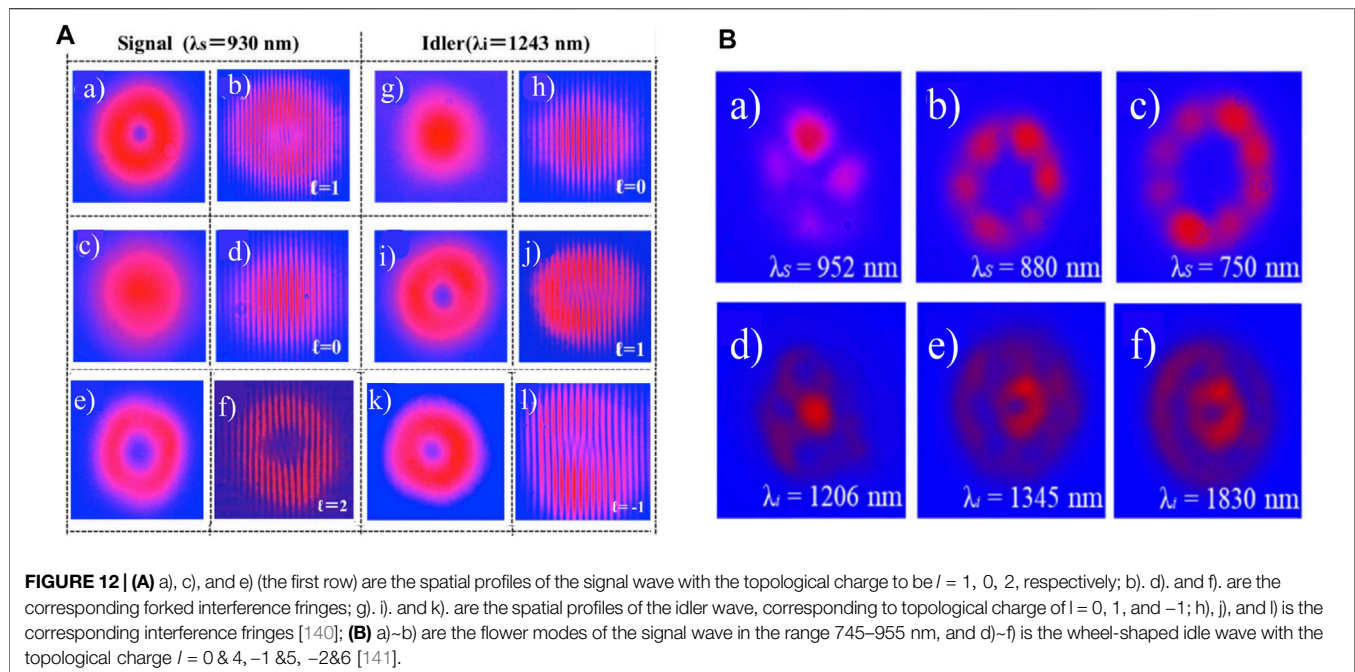 A
Signal (λs=930 nm)
Idler(λi=1243 nm)
a)
b)
ℓ=1
g)
h)
ℓ=0
c)
d)
ℓ=0
i)
j)
ℓ=1
e)
f)
ℓ=2
k)
l)
ℓ=-1
B
a)
λs = 952 nm
b)
λs = 880 nm
c)
λs = 750 nm
d)
λi = 1206 nm
e)
λi = 1345 nm
f)
λi = 1830 nm
FIGURE 12 | (A) a), c), and e) (the first row) are the spatial profiles of the signal wave with the topological charge to be l = 1, 0, 2, respectively; b). d). and f). are the
corresponding forked interference fringes; g). i). and k). are the spatial profiles of the idler wave, corresponding to topological charge of l = 0, 1, and −1; h), j), and l) is the
corresponding interference fringes [140]; (B) a)~b) are the flower modes of the signal wave in the range 745–955 nm, and d)~f) is the wheel-shaped idle wave with the
topological charge l = 0 & 4, −1 &5, −2&6 [141].